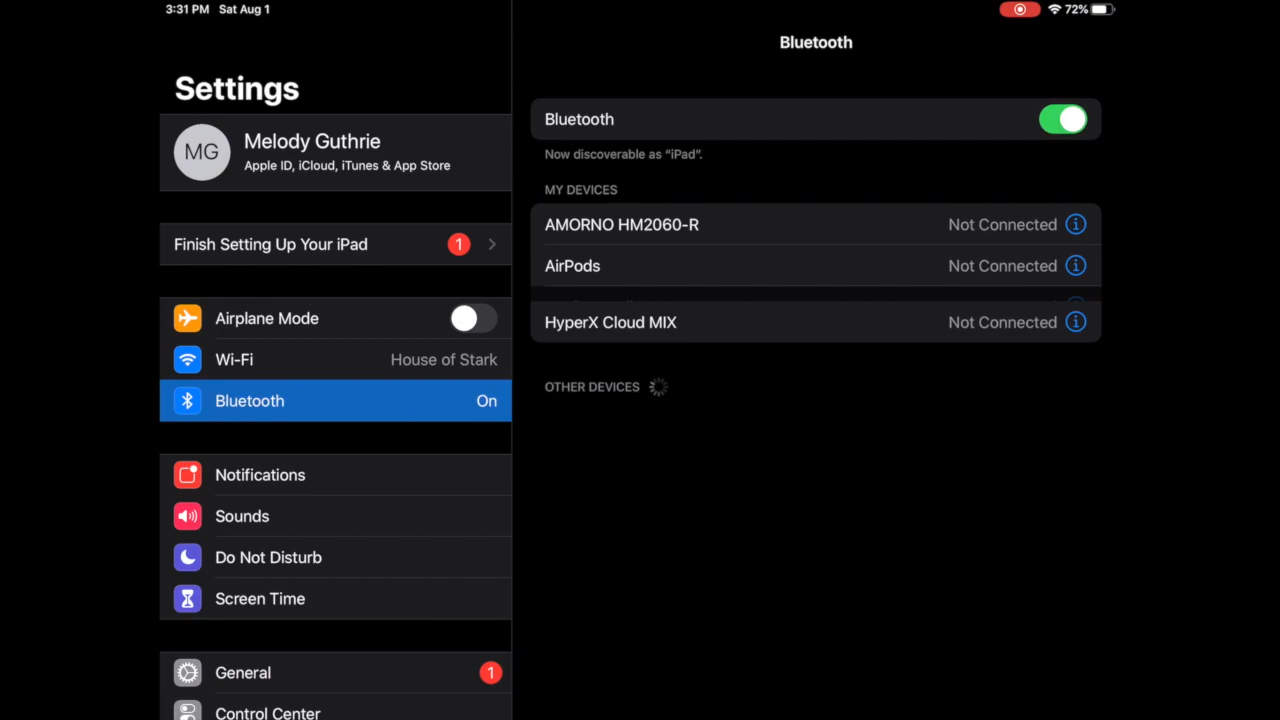 3:31 PM Sat Aug 1
72%
Settings
MG
Melody Guthrie
Apple ID, iCloud, iTunes & App Store
Finish Setting Up Your iPad 1
Airplane Mode
Wi-Fi House of Stark
Bluetooth On
Notifications
Sounds
Do Not Disturb
Screen Time
General 1
Control Center
Bluetooth
Bluetooth
Now discoverable as “iPad”.
MY DEVICES
AMORNO HM2060-R Not Connected
AirPods Not Connected
HyperX Cloud MIX Not Connected
OTHER DEVICES